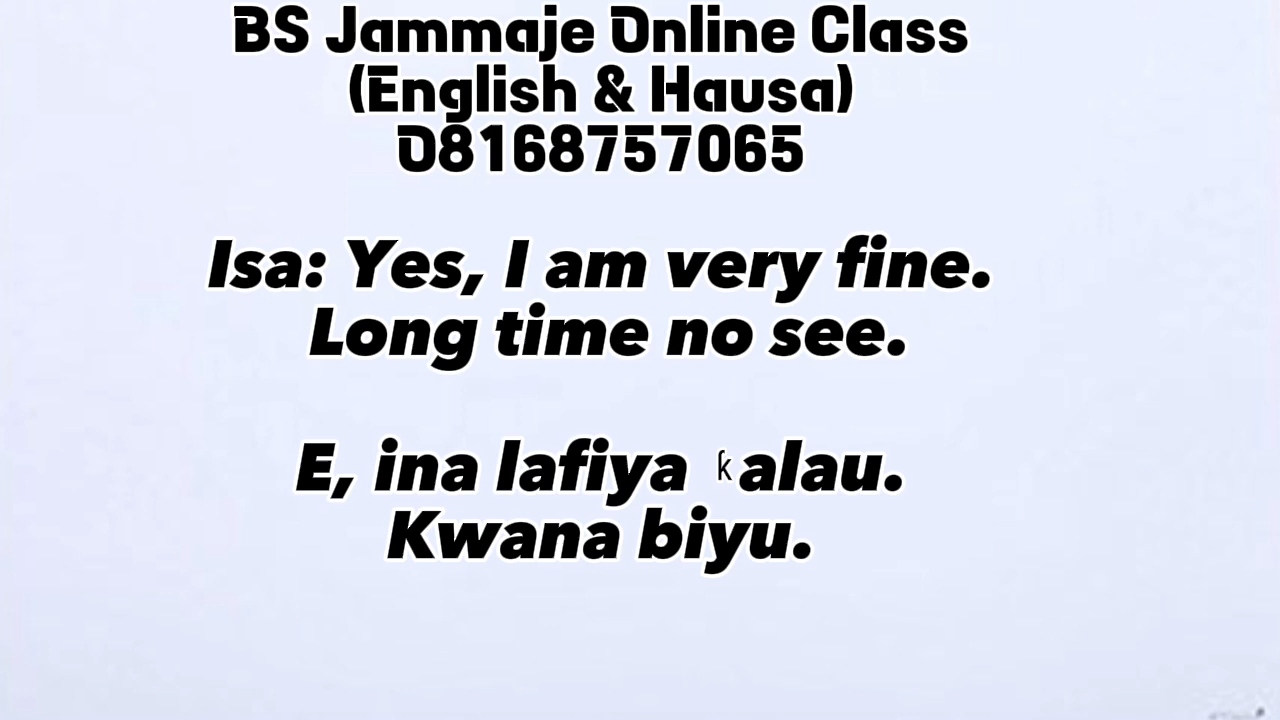 BS Jammaje Online Class
(English & Hausa)
08168757065
Isa: Yes, I am very fine.
Long time no see.
E, ina lafiya ƙalau.
Kwana biyu.